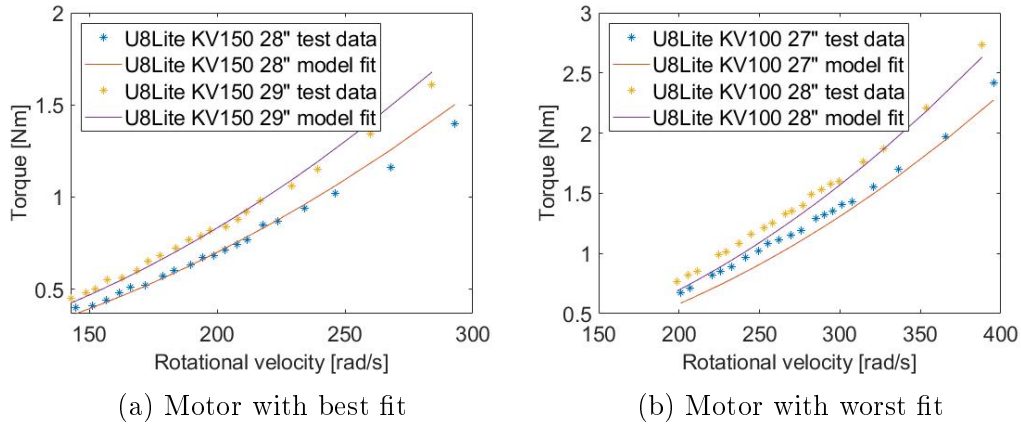 2
1.5
1
0.5
150
200
250
300
Torque [Nm]
Rotational velocity [rad/s]
U8Lite KV150 28" test data
U8Lite KV150 28" model fit
U8Lite KV150 29" test data
U8Lite KV150 29" model fit
(a) Motor with best fit
3
2.5
2
1.5
1
0.5
150
200
250
300
350
400
Torque [Nm]
Rotational velocity [rad/s]
U8Lite KV100 27" test data
U8Lite KV100 27" model fit
U8Lite KV100 28" test data
U8Lite KV100 28" model fit
(b) Motor with worst fit